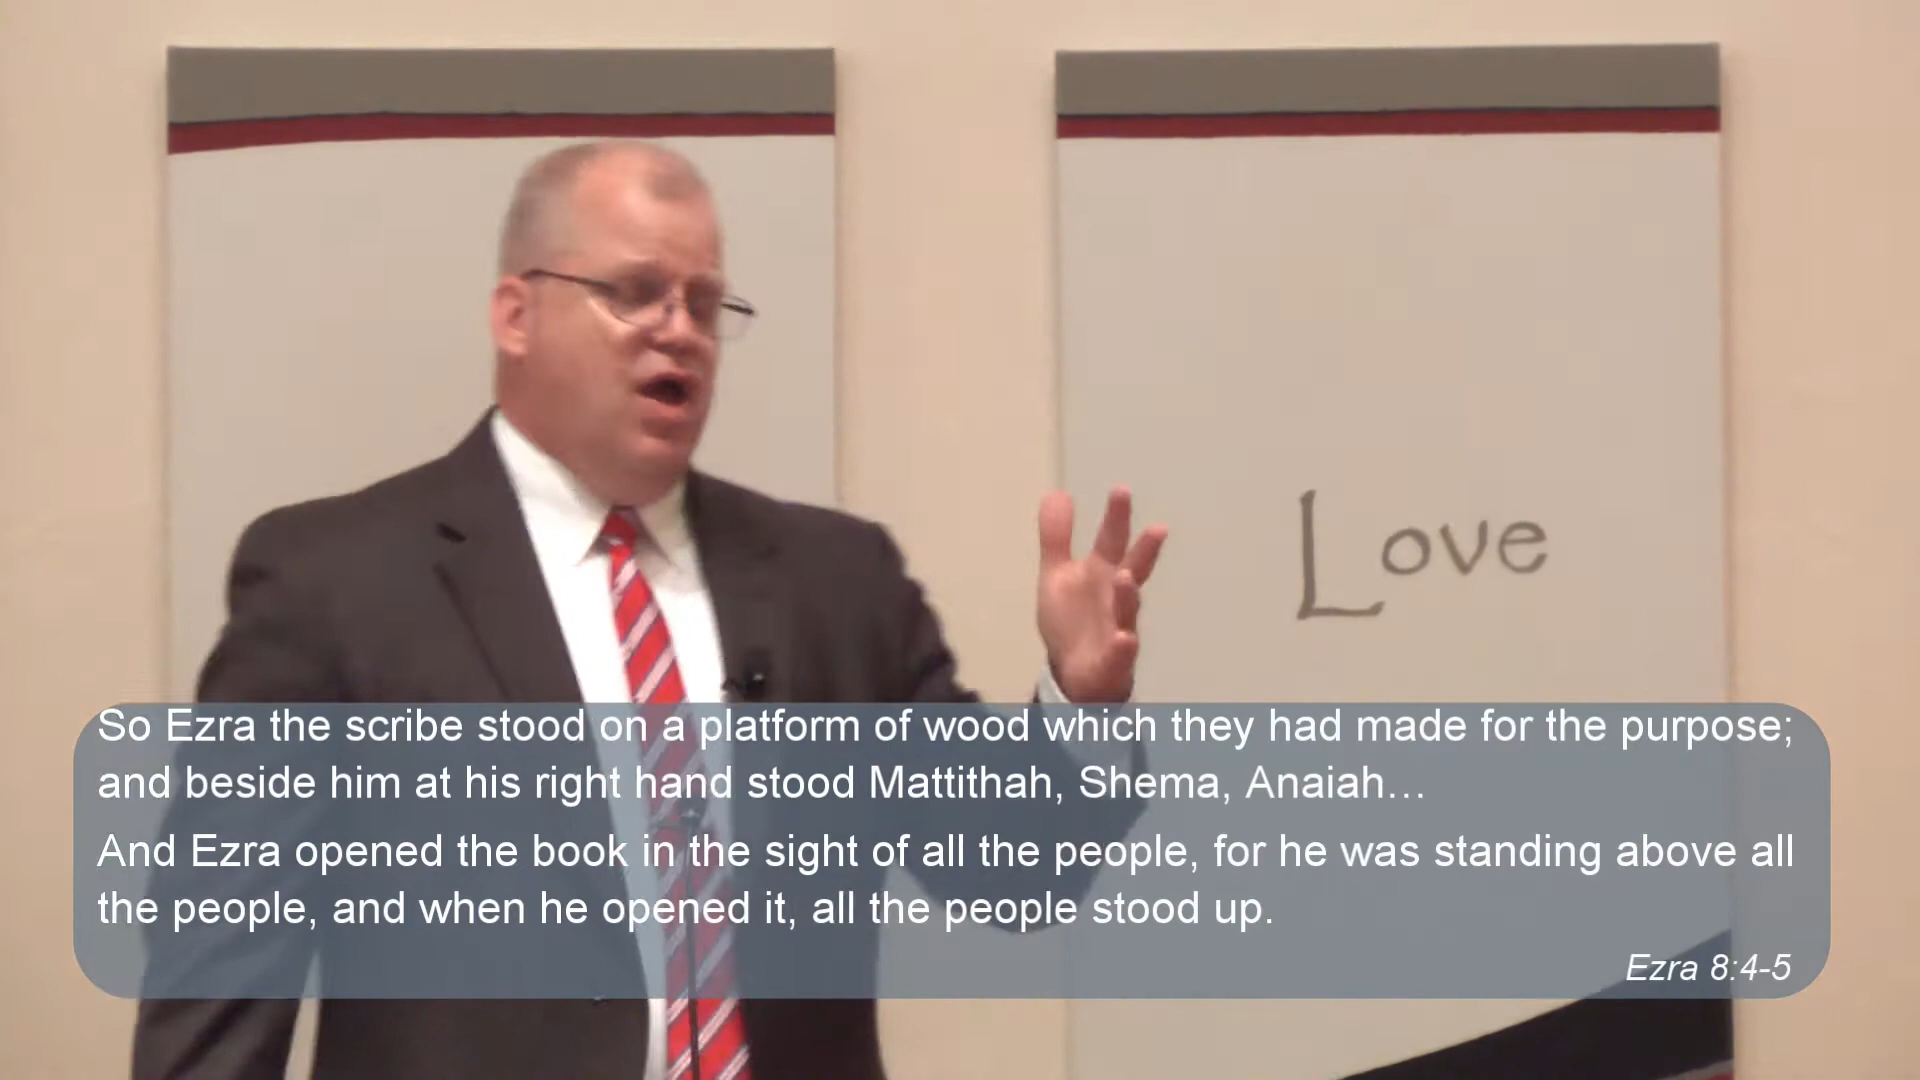 Love
So Ezra the scribe stood on a platform of wood which they had made for the purpose;
and beside him at his right hand stood Mattithah, Shema, Anaiah…
And Ezra opened the book in the sight of all the people, for he was standing above all
the people, and when he opened it, all the people stood up.
Ezra 8:4-5